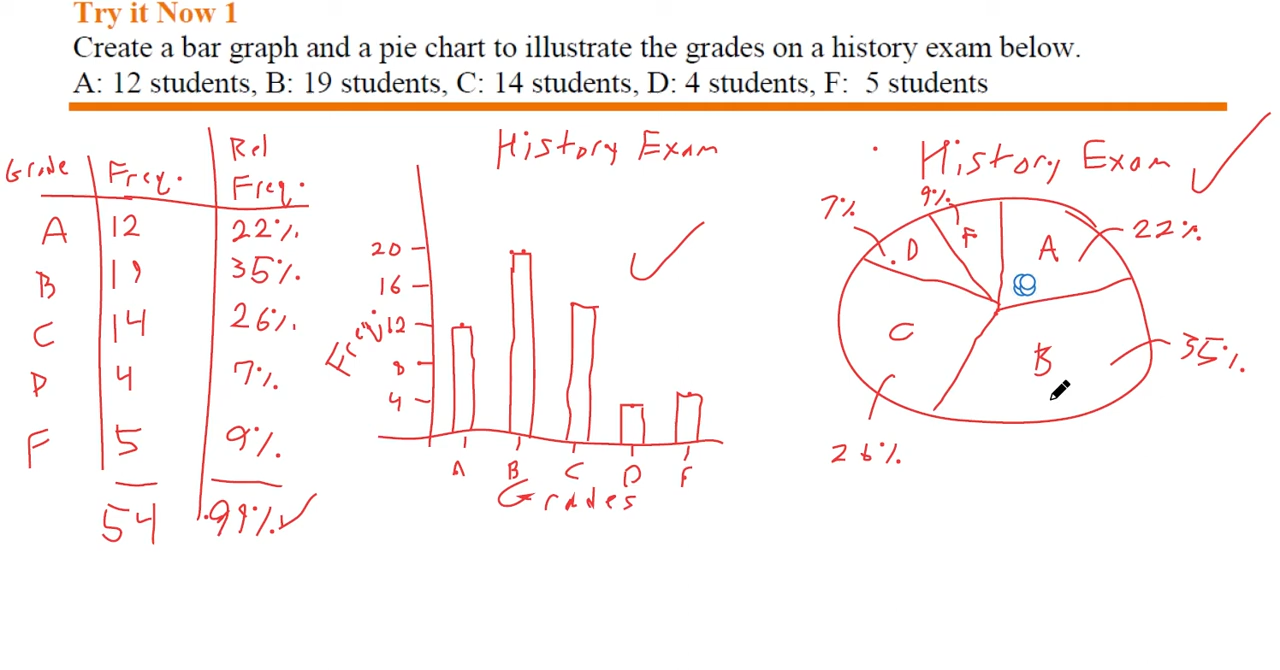 Try it Now 1
Create a bar graph and a pie chart to illustrate the grades on a history exam below.
A: 12 students, B: 19 students, C: 14 students, D: 4 students, F: 5 students
Grade Freq. Rel Freq.
A 12 22%
B 19 35%
C 14 26%
D 4 7%
F 5 9%
54 .99%
History Exam
20
16
12
8
4
Freq.
A B C D F
Grades
History Exam
7% 9% 22%
D F A
C B 35%
26%